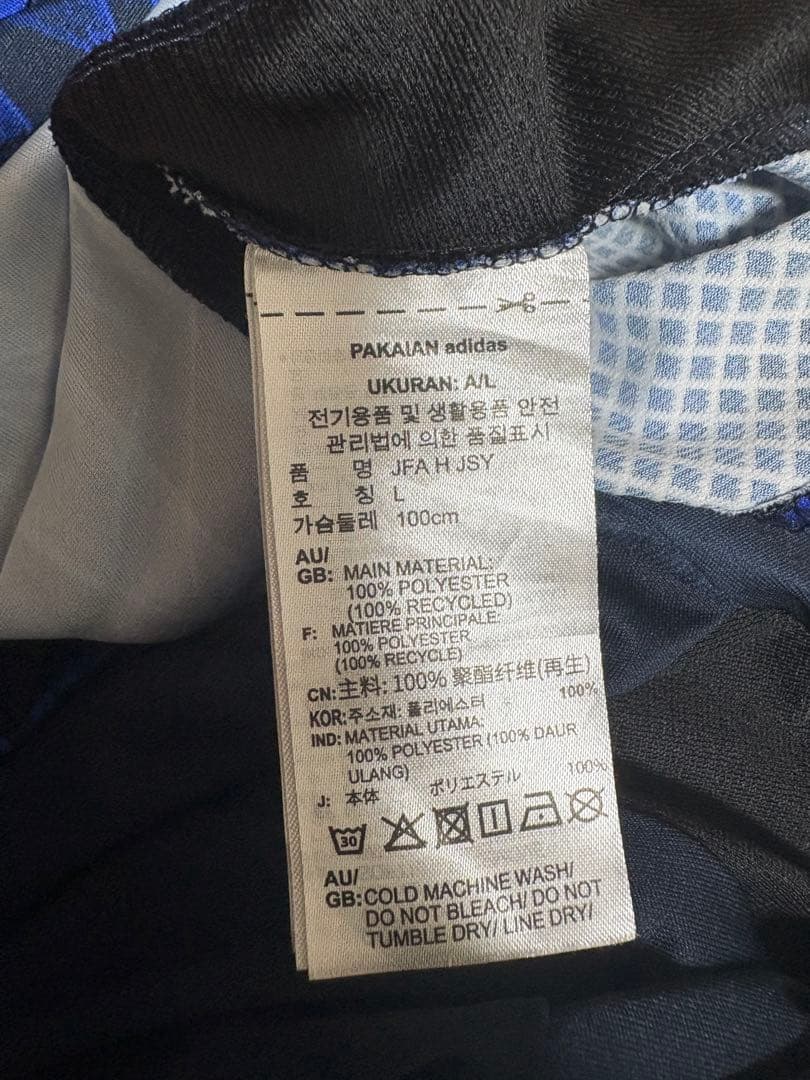 PAKAIAN adidas
UKURAN: A/L
전기용품 및 생활용품 안전
관리법에 의한 품질표시
품 명 JFA H JSY
호 칭 L
가슴둘레 100cm
AU/
GB: MAIN MATERIAL:
100% POLYESTER
(100% RECYCLED)
F: MATIERE PRINCIPALE:
100% POLYESTER
(100% RECYCLE)
CN: 主料: 100% 聚酯纤维(再生)
KOR: 주소재: 폴리에스터 100%
IND: MATERIAL UTAMA:
100% POLYESTER (100% DAUR
ULANG)
J: 本体 ポリエステル 100%
30
AU/
GB: COLD MACHINE WASH/
DO NOT BLEACH/ DO NOT
TUMBLE DRY/ LINE DRY/